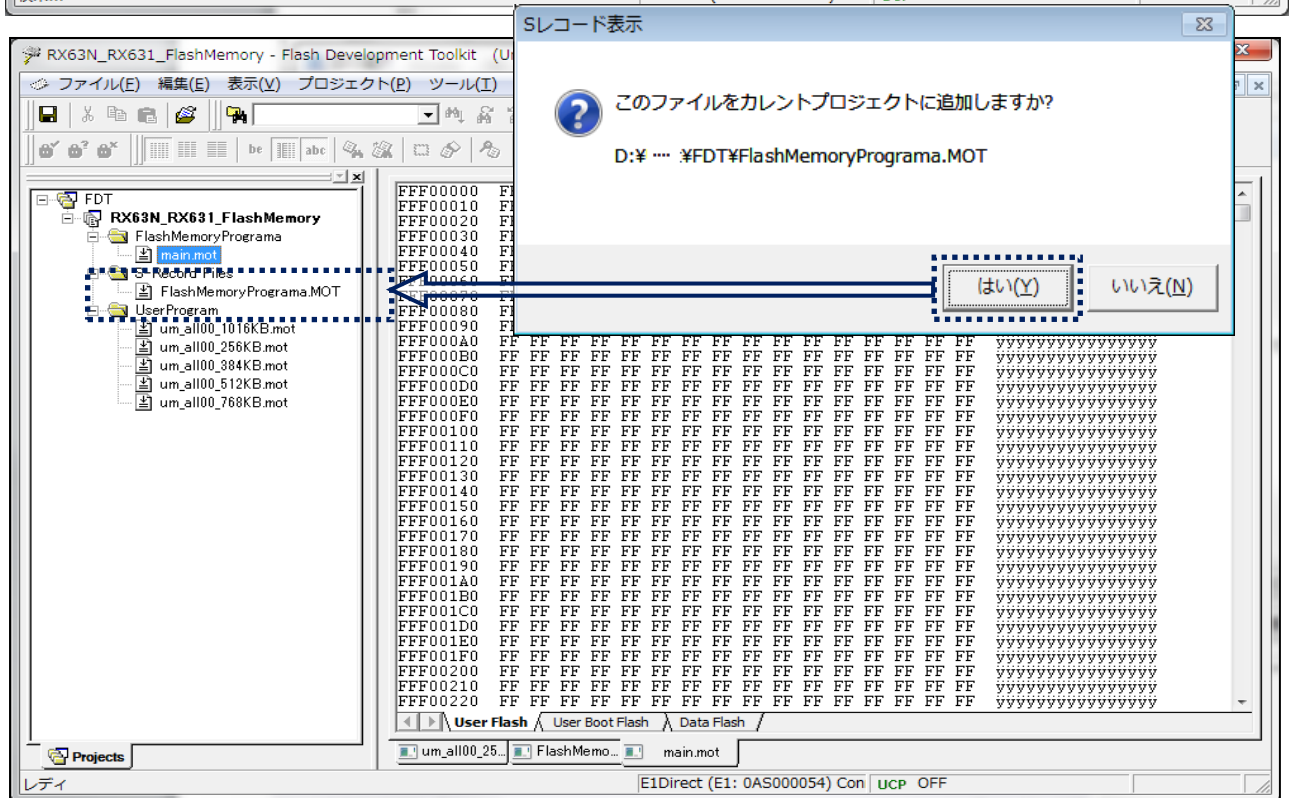 Sレコード表示
このファイルをカレントプロジェクトに追加しますか?
D:¥ ···· :¥FDT¥FlashMemoryPrograma.MOT
はい(Y)
いいえ(N)
RX63N_RX631_FlashMemory - Flash Development Toolkit
ファイル(F) 編集(E) 表示(V) プロジェクト(P) ツール(T)
be
abc
FDT
RX63N_RX631_FlashMemory
FlashMemoryPrograma
main.mot
S-Record Files
FlashMemoryPrograma.MOT
UserProgram
um_all00_1016KB.mot
um_all00_256KB.mot
um_all00_384KB.mot
um_all00_512KB.mot
um_all00_768KB.mot
Projects
FFF00000
FFF00010
FFF00020
FFF00030
FFF00040
FFF00050
FFF00060
FFF00070
FFF00080
FFF00090
FFF000A0 FF FF FF FF FF FF FF FF FF FF FF FF FF FF FF FF ÿÿÿÿÿÿÿÿÿÿÿÿÿÿÿÿ
FFF000B0 FF FF FF FF FF FF FF FF FF FF FF FF FF FF FF FF ÿÿÿÿÿÿÿÿÿÿÿÿÿÿÿÿ
FFF000C0 FF FF FF FF FF FF FF FF FF FF FF FF FF FF FF FF ÿÿÿÿÿÿÿÿÿÿÿÿÿÿÿÿ
FFF000D0 FF FF FF FF FF FF FF FF FF FF FF FF FF FF FF FF ÿÿÿÿÿÿÿÿÿÿÿÿÿÿÿÿ
FFF000E0 FF FF FF FF FF FF FF FF FF FF FF FF FF FF FF FF ÿÿÿÿÿÿÿÿÿÿÿÿÿÿÿÿ
FFF000F0 FF FF FF FF FF FF FF FF FF FF FF FF FF FF FF FF ÿÿÿÿÿÿÿÿÿÿÿÿÿÿÿÿ
FFF00100 FF FF FF FF FF FF FF FF FF FF FF FF FF FF FF FF ÿÿÿÿÿÿÿÿÿÿÿÿÿÿÿÿ
FFF00110 FF FF FF FF FF FF FF FF FF FF FF FF FF FF FF FF ÿÿÿÿÿÿÿÿÿÿÿÿÿÿÿÿ
FFF00120 FF FF FF FF FF FF FF FF FF FF FF FF FF FF FF FF ÿÿÿÿÿÿÿÿÿÿÿÿÿÿÿÿ
FFF00130 FF FF FF FF FF FF FF FF FF FF FF FF FF FF FF FF ÿÿÿÿÿÿÿÿÿÿÿÿÿÿÿÿ
FFF00140 FF FF FF FF FF FF FF FF FF FF FF FF FF FF FF FF ÿÿÿÿÿÿÿÿÿÿÿÿÿÿÿÿ
FFF00150 FF FF FF FF FF FF FF FF FF FF FF FF FF FF FF FF ÿÿÿÿÿÿÿÿÿÿÿÿÿÿÿÿ
FFF00160 FF FF FF FF FF FF FF FF FF FF FF FF FF FF FF FF ÿÿÿÿÿÿÿÿÿÿÿÿÿÿÿÿ
FFF00170 FF FF FF FF FF FF FF FF FF FF FF FF FF FF FF FF ÿÿÿÿÿÿÿÿÿÿÿÿÿÿÿÿ
FFF00180 FF FF FF FF FF FF FF FF FF FF FF FF FF FF FF FF ÿÿÿÿÿÿÿÿÿÿÿÿÿÿÿÿ
FFF00190 FF FF FF FF FF FF FF FF FF FF FF FF FF FF FF FF ÿÿÿÿÿÿÿÿÿÿÿÿÿÿÿÿ
FFF001A0 FF FF FF FF FF FF FF FF FF FF FF FF FF FF FF FF ÿÿÿÿÿÿÿÿÿÿÿÿÿÿÿÿ
FFF001B0 FF FF FF FF FF FF FF FF FF FF FF FF FF FF FF FF ÿÿÿÿÿÿÿÿÿÿÿÿÿÿÿÿ
FFF001C0 FF FF FF FF FF FF FF FF FF FF FF FF FF FF FF FF ÿÿÿÿÿÿÿÿÿÿÿÿÿÿÿÿ
FFF001D0 FF FF FF FF FF FF FF FF FF FF FF FF FF FF FF FF ÿÿÿÿÿÿÿÿÿÿÿÿÿÿÿÿ
FFF001E0 FF FF FF FF FF FF FF FF FF FF FF FF FF FF FF FF ÿÿÿÿÿÿÿÿÿÿÿÿÿÿÿÿ
FFF001F0 FF FF FF FF FF FF FF FF FF FF FF FF FF FF FF FF ÿÿÿÿÿÿÿÿÿÿÿÿÿÿÿÿ
FFF00200 FF FF FF FF FF FF FF FF FF FF FF FF FF FF FF FF ÿÿÿÿÿÿÿÿÿÿÿÿÿÿÿÿ
FFF00210 FF FF FF FF FF FF FF FF FF FF FF FF FF FF FF FF ÿÿÿÿÿÿÿÿÿÿÿÿÿÿÿÿ
FFF00220 FF FF FF FF FF FF FF FF FF FF FF FF FF FF FF FF ÿÿÿÿÿÿÿÿÿÿÿÿÿÿÿÿ
User Flash User Boot Flash Data Flash
um_all00_25... FlashMemo... main.mot
レディ
E1Direct (E1: 0AS000054) Con UCP OFF